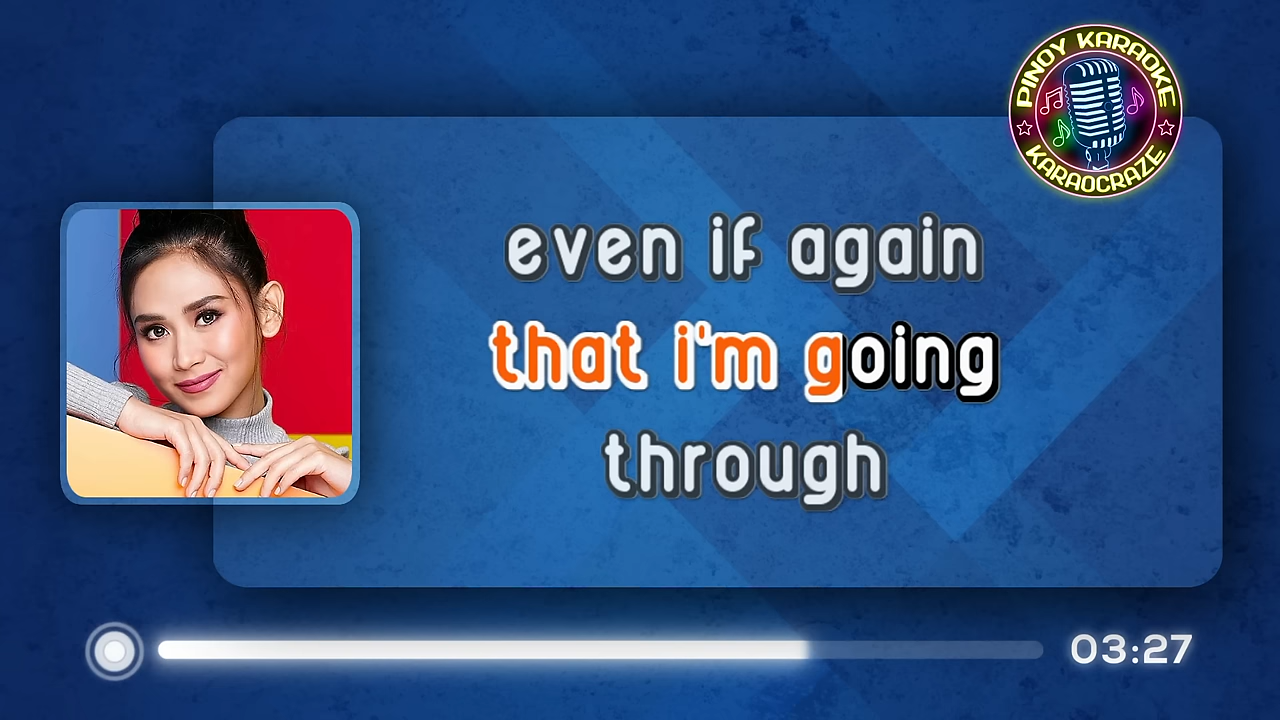 PINOY KARAOKE
KARAOCRAZE
even if again
that i'm going
through
03:27